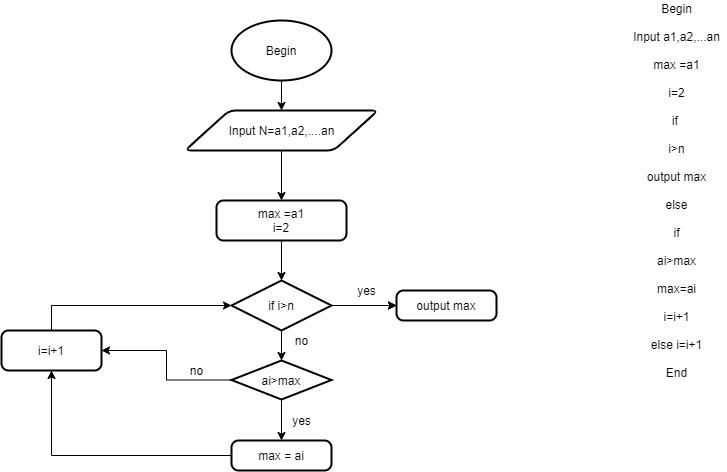 Begin
Input N=a1,a2,....an
max =a1
i=2
if i>n
yes
output max
no
i=i+1
no
ai>max
yes
max = ai
Begin
Input a1,a2,...an
max =a1
i=2
if
i>n
output max
else
if
ai>max
max=ai
i=i+1
else i=i+1
End